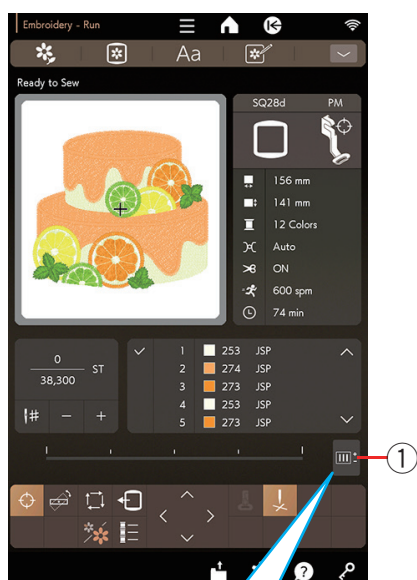 Embroidery - Run
Aa
Ready to Sew
SQ28d PM
156 mm
141 mm
12 Colors
Auto
ON
600 spm
74 min
0
38,300
ST
1 253 JSP
2 274 JSP
3 273 JSP
4 253 JSP
5 273 JSP
1
#
− +
?